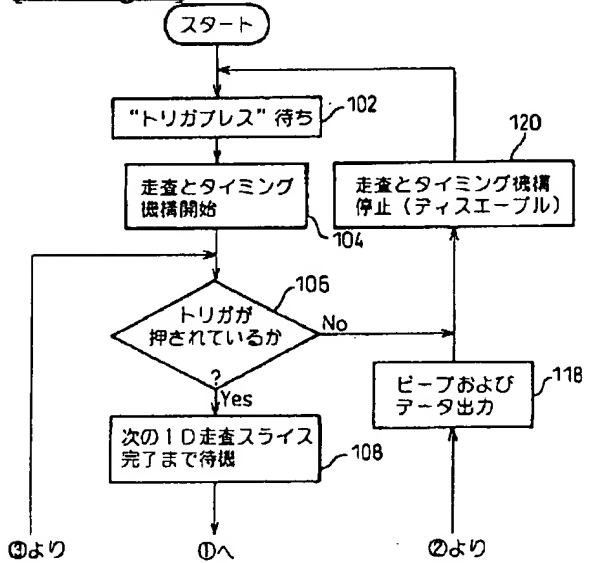 スタート
“トリガプレス”待ち
102
走査とタイミング
機構開始
104
120
走査とタイミング機構
停止(ディスエーブル)
106
トリガが
押されているか
?
No
Yes
ビープおよび
データ出力
118
次の1D走査スライス
完了まで待機
108
③より
①へ
②より